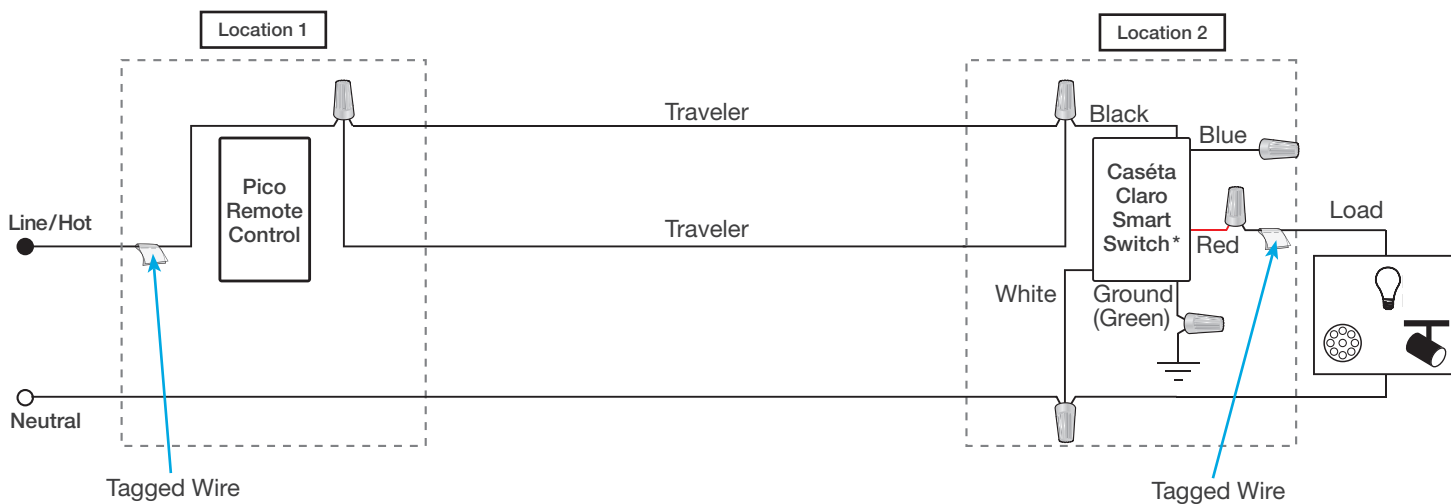 Location 1
Location 2
Traveler
Black
Blue
Pico
Remote
Control
Caséta
Claro
Smart
Switch*
Line/Hot
Traveler
Red
Load
White
Ground
(Green)
Neutral
Tagged Wire
Tagged Wire